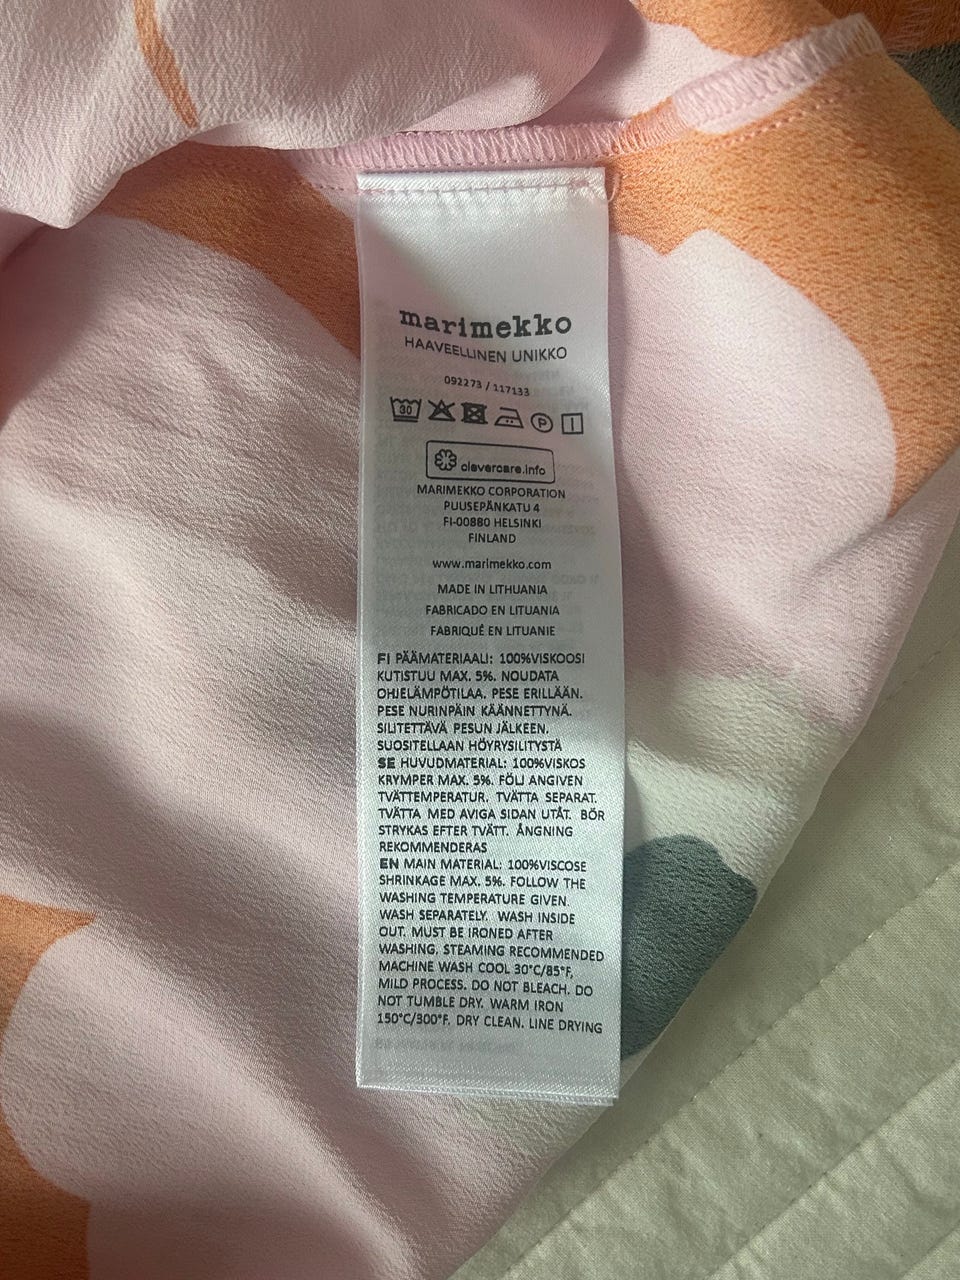 marimekko
HAAVEELLINEN UNIKKO
092273 / 117133
30
P
clevercare.info
MARIMEKKO CORPORATION
PUUSEPÄNKATU 4
FI-00880 HELSINKI
FINLAND
www.marimekko.com
MADE IN LITHUANIA
FABRICADO EN LITUANIA
FABRIQUÉ EN LITUANIE
FI PÄÄMATERIAALI: 100%VISKOOSI
KUTISTUU MAX. 5%. NOUDATA
OHJELÄMPÖTILAA. PESE ERILLÄÄN.
PESE NURINPÄIN KÄÄNNETTYNÄ.
SILITETTÄVÄ PESUN JÄLKEEN.
SUOSITELLAAN HÖYRYSILITYSTÄ
SE HUVUDMATERIAL: 100%VISKOS
KRYMPER MAX. 5%. FÖLJ ANGIVEN
TVÄTTEMPERATUR. TVÄTTA SEPARAT.
TVÄTTA MED AVIGA SIDAN UTÅT. BÖR
STRYKAS EFTER TVÄTT. ÅNGNING
REKOMMENDERAS
EN MAIN MATERIAL: 100%VISCOSE
SHRINKAGE MAX. 5%. FOLLOW THE
WASHING TEMPERATURE GIVEN.
WASH SEPARATELY. WASH INSIDE
OUT. MUST BE IRONED AFTER
WASHING. STEAMING RECOMMENDED
MACHINE WASH COOL 30°C/85°F,
MILD PROCESS. DO NOT BLEACH. DO
NOT TUMBLE DRY. WARM IRON
150°C/300°F. DRY CLEAN. LINE DRYING